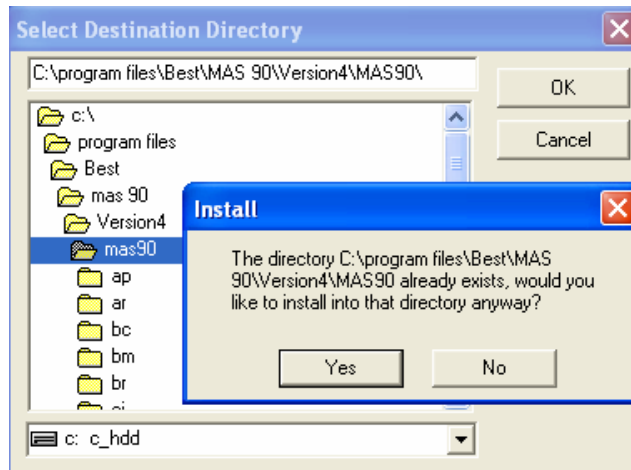 Select Destination Directory
C:\program files\Best\MAS 90\Version4\MAS90\
OK
Cancel
c:\
program files
Best
mas 90
Version4
mas90
ap
ar
bc
bm
br
Install
The directory C:\program files\Best\MAS
90\Version4\MAS90 already exists, would you
like to install into that directory anyway?
Yes
No
c: c_hdd